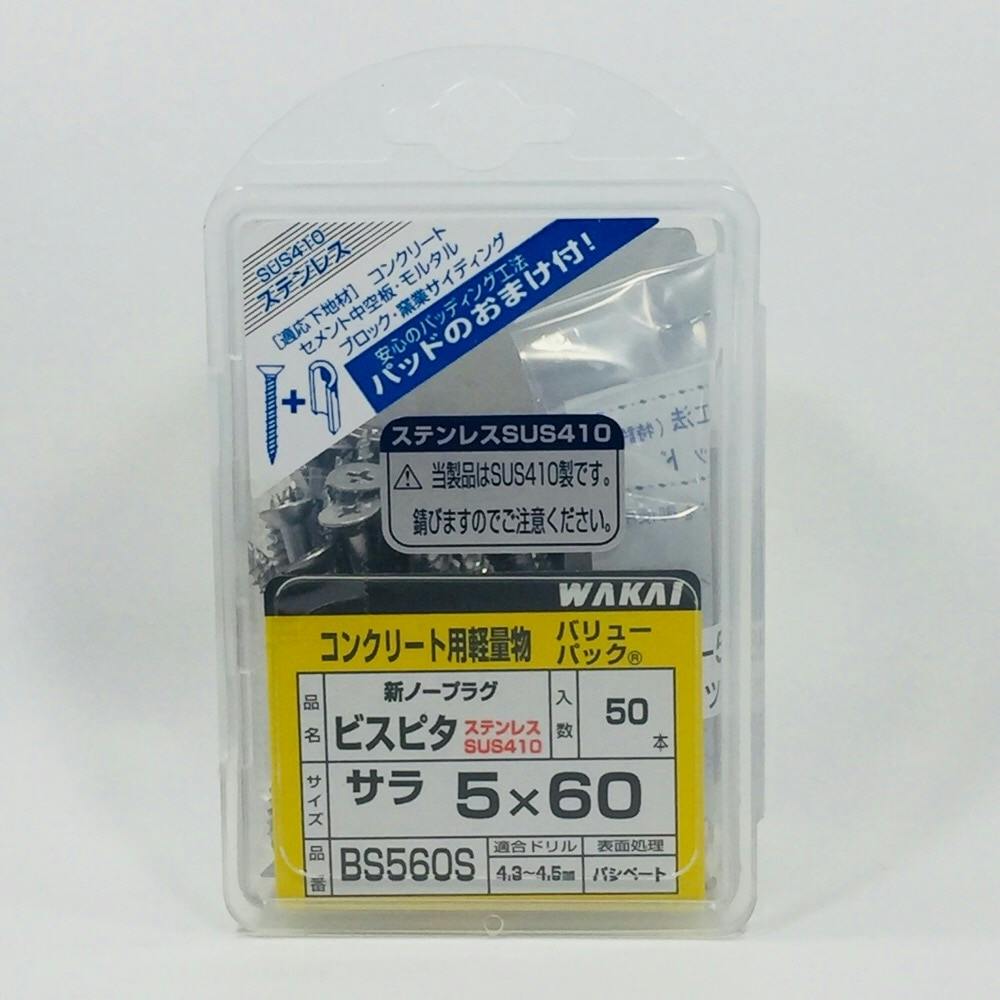 SUS410
ステンレス
[適応下地材] コンクリート
セメント中空板・モルタル
ブロック・窯業サイディング
安心のパッディング工法
パッドのおまけ付!
+
工法(特許
ッド
ステンレスSUS410
当製品はSUS410製です。
錆びますのでご注意ください。
WAKAI
コンクリート用軽量物 バリューパック®
品名 新ノープラグ
ビスピタ ステンレス SUS410
入数 50本
サイズ サラ 5×60
品番 BS560S
適合ドリル 4.3~4.5mm
表面処理 パシペート